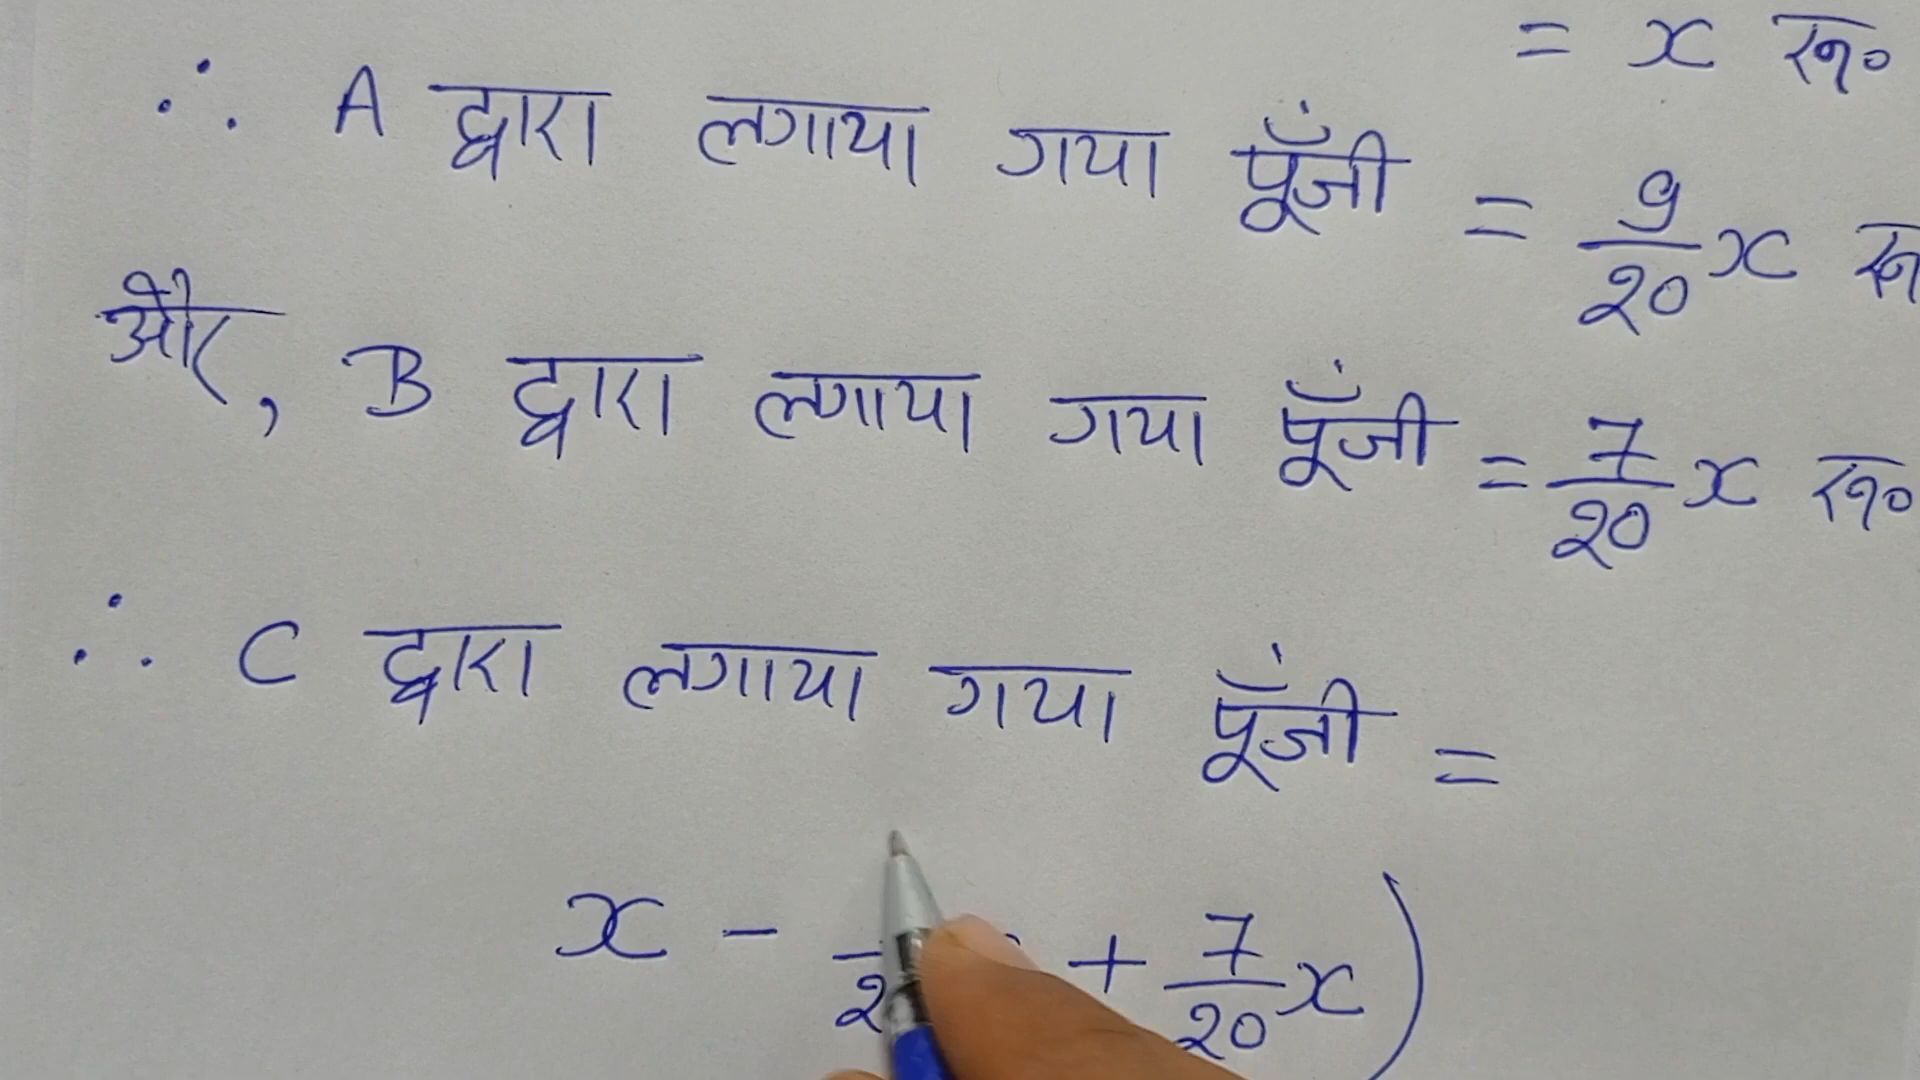 = x रू०
∴ A द्वारा लगाया गया पूँजी = 9/20 x रू
और, B द्वारा लगाया गया पूँजी = 7/20 x रू०
∴ C द्वारा लगाया गया पूँजी =
x - + 7/20 x )